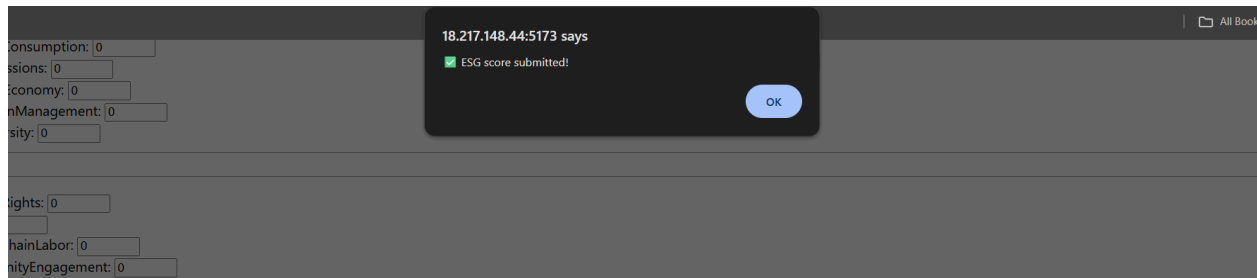 All Book
18.217.148.44:5173 says
✅ ESG score submitted!
OK
Consumption: 0
ssions: 0
Economy: 0
nManagement: 0
rsity: 0
Rights: 0
hainLabor: 0
nityEngagement: 0